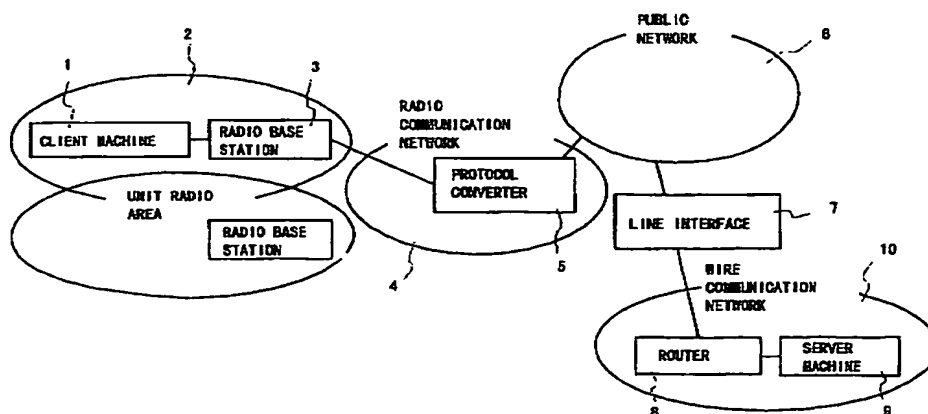 PUBLIC
NETWORK
6
2
1
3
CLIENT MACHINE
RADIO BASE
STATION
RADIO
COMMUNICATION
NETWORK
PROTOCOL
CONVERTER
UNIT RADIO
AREA
RADIO BASE
STATION
4
5
LINE INTERFACE
7
WIRE
COMMUNICATION
NETWORK
10
ROUTER
SERVER
MACHINE
8
9